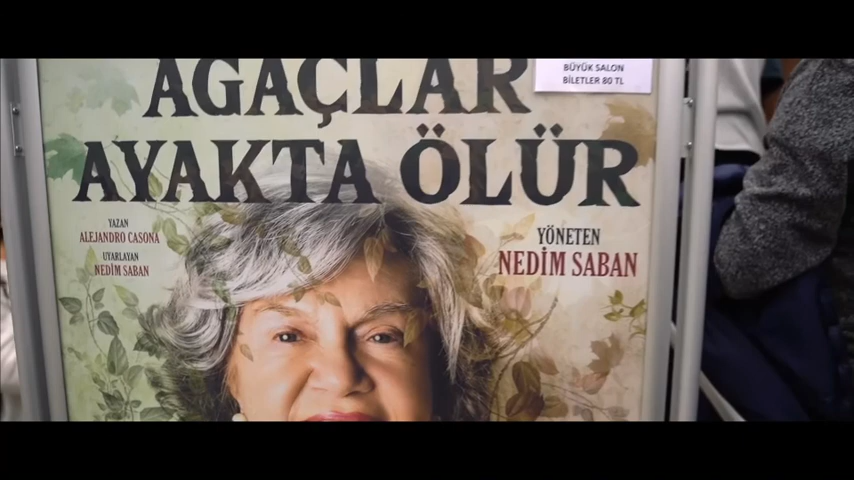 AĞAÇLAR
AYAKTA ÖLÜR
BÜYÜK SALON
BİLETLER 80 TL
YAZAN
ALEJANDRO CASONA
UYARLAYAN
NEDİM SABAN
YÖNETEN
NEDİM SABAN